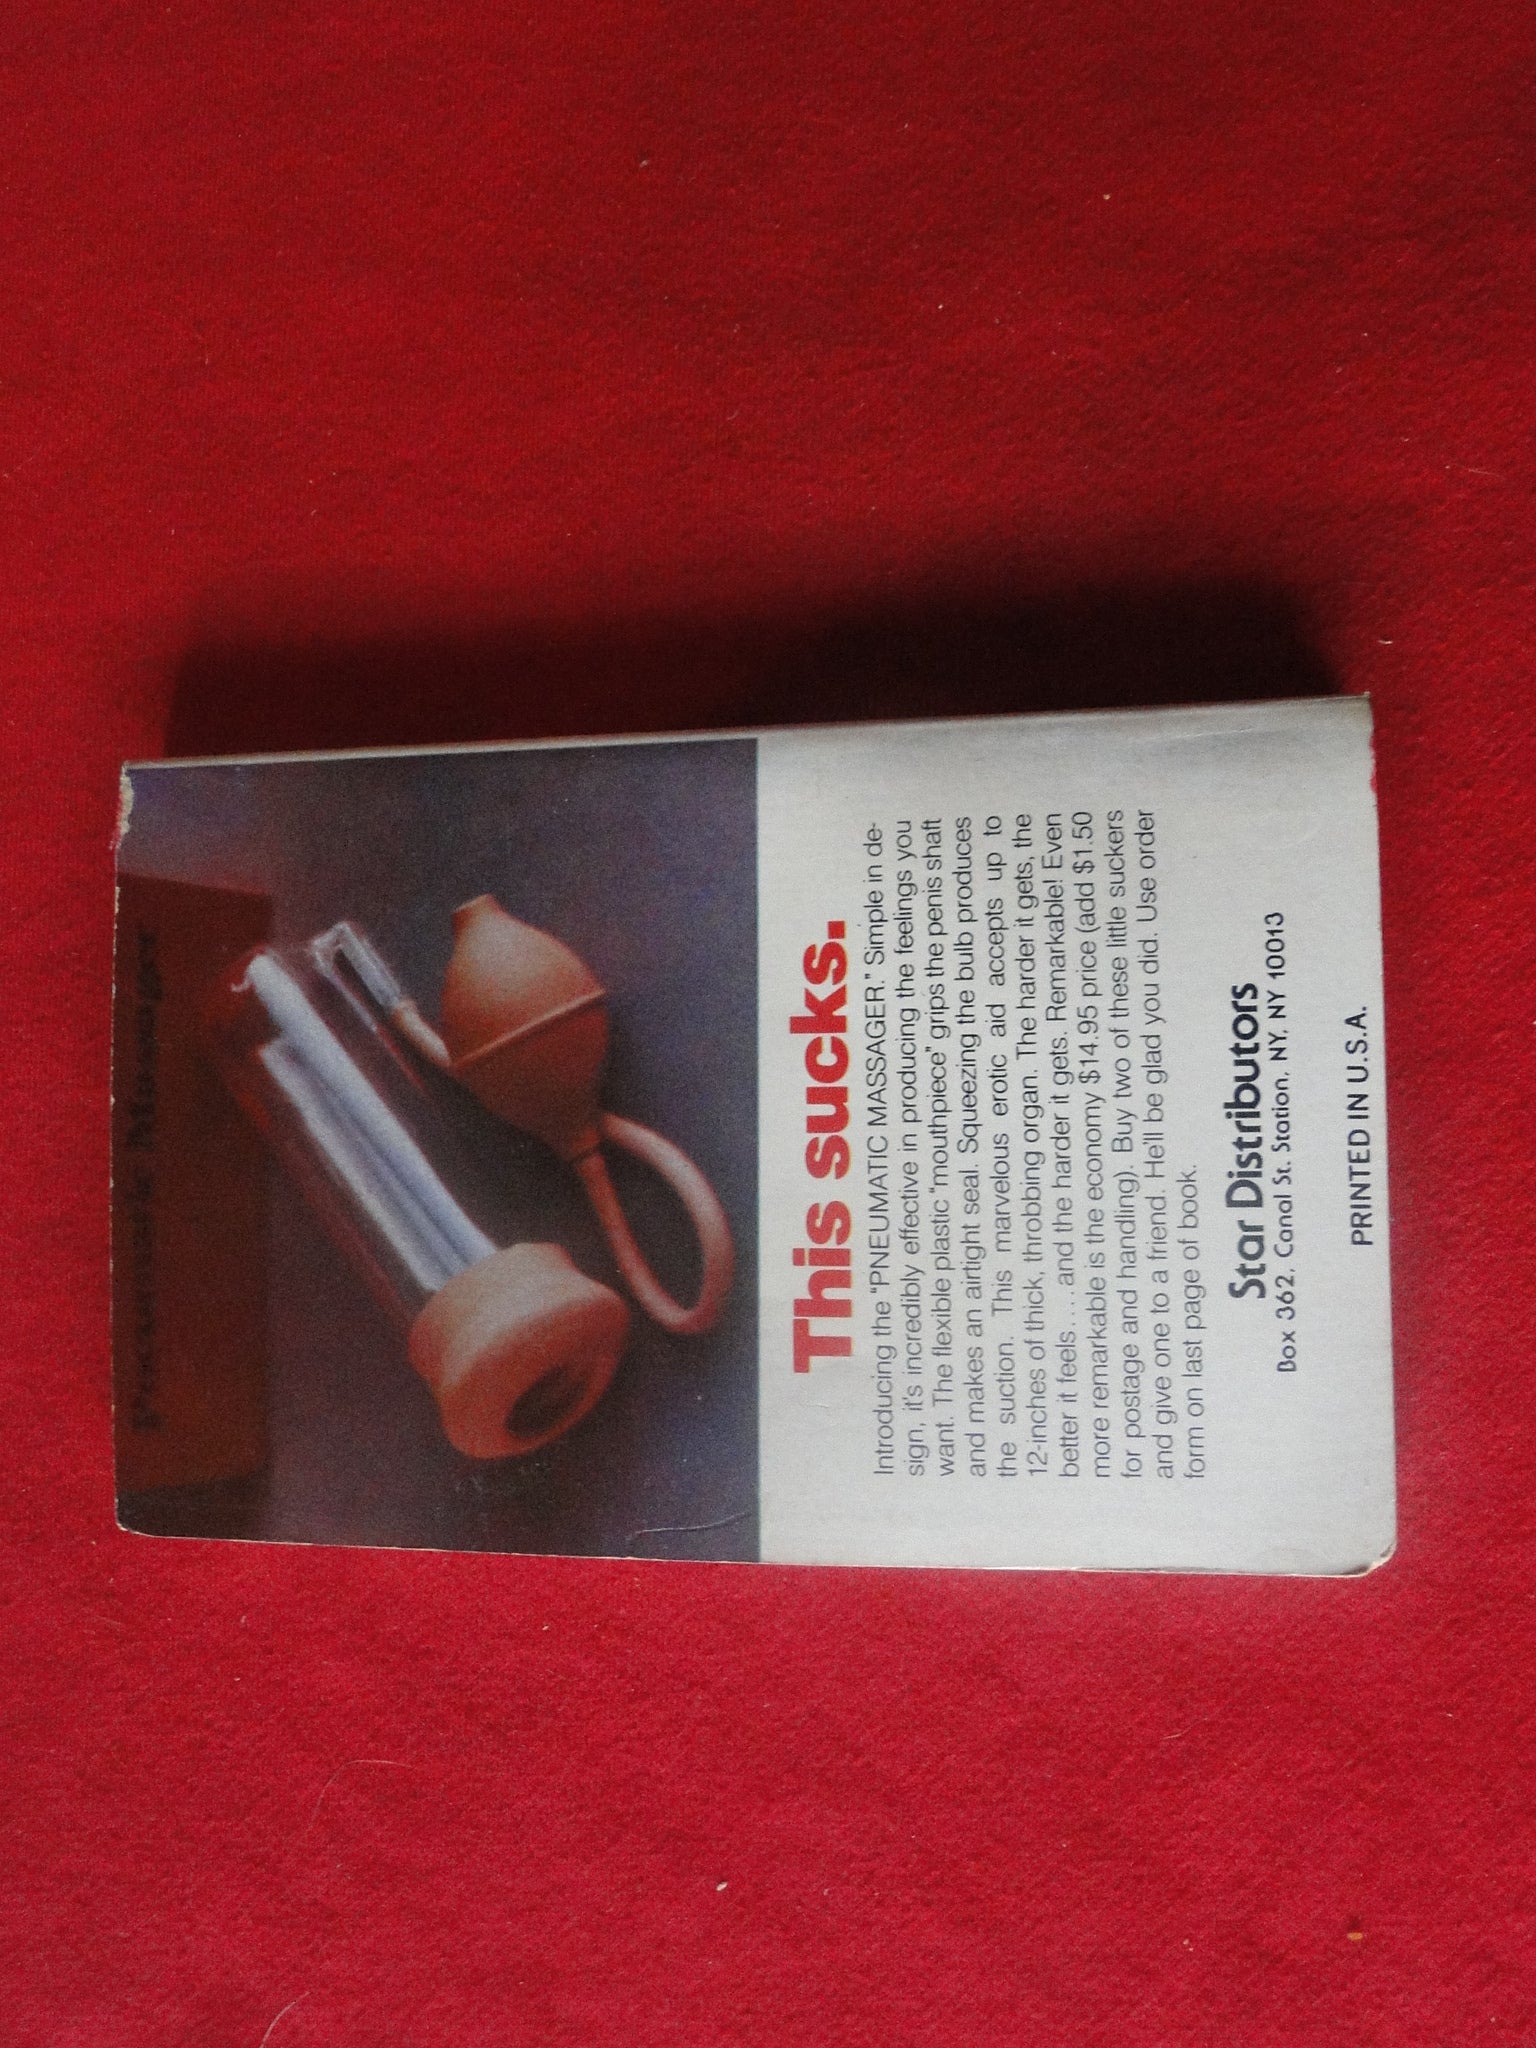 Pneumatic Massager
This sucks.
Introducing the "PNEUMATIC MASSAGER." Simple in de-
sign, it's incredibly effective in producing the feelings you
want. The flexible plastic "mouthpiece" grips the penis shaft
and makes an airtight seal. Squeezing the bulb produces
the suction. This marvelous erotic aid accepts up to
12-inches of thick, throbbing organ. The harder it gets, the
better it feels....and the harder it gets. Remarkable! Even
more remarkable is the economy $14.95 price (add $1.50
for postage and handling). Buy two of these little suckers
and give one to a friend. He'll be glad you did. Use order
form on last page of book.
Star Distributors
Box 362, Canal St. Station, NY, NY 10013
PRINTED IN U.S.A.